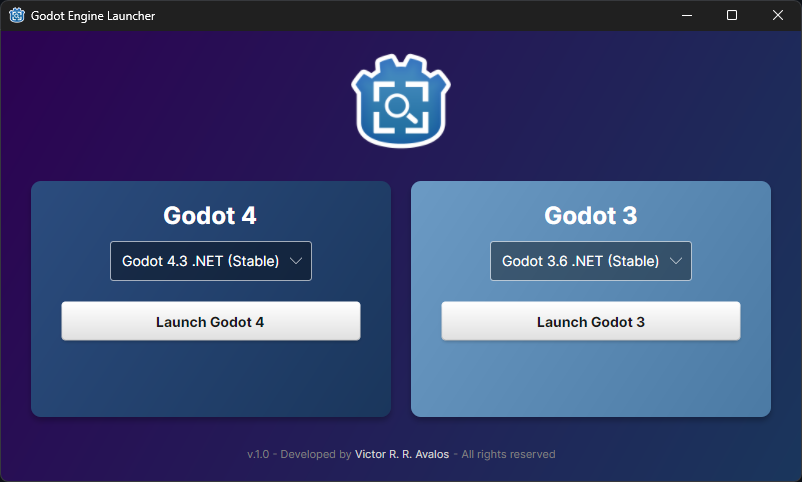 Godot Engine Launcher
Godot 4
Godot 4.3 .NET (Stable)
Launch Godot 4
Godot 3
Godot 3.6 .NET (Stable)
Launch Godot 3
v.1.0 - Developed by Victor R. R. Avalos - All rights reserved